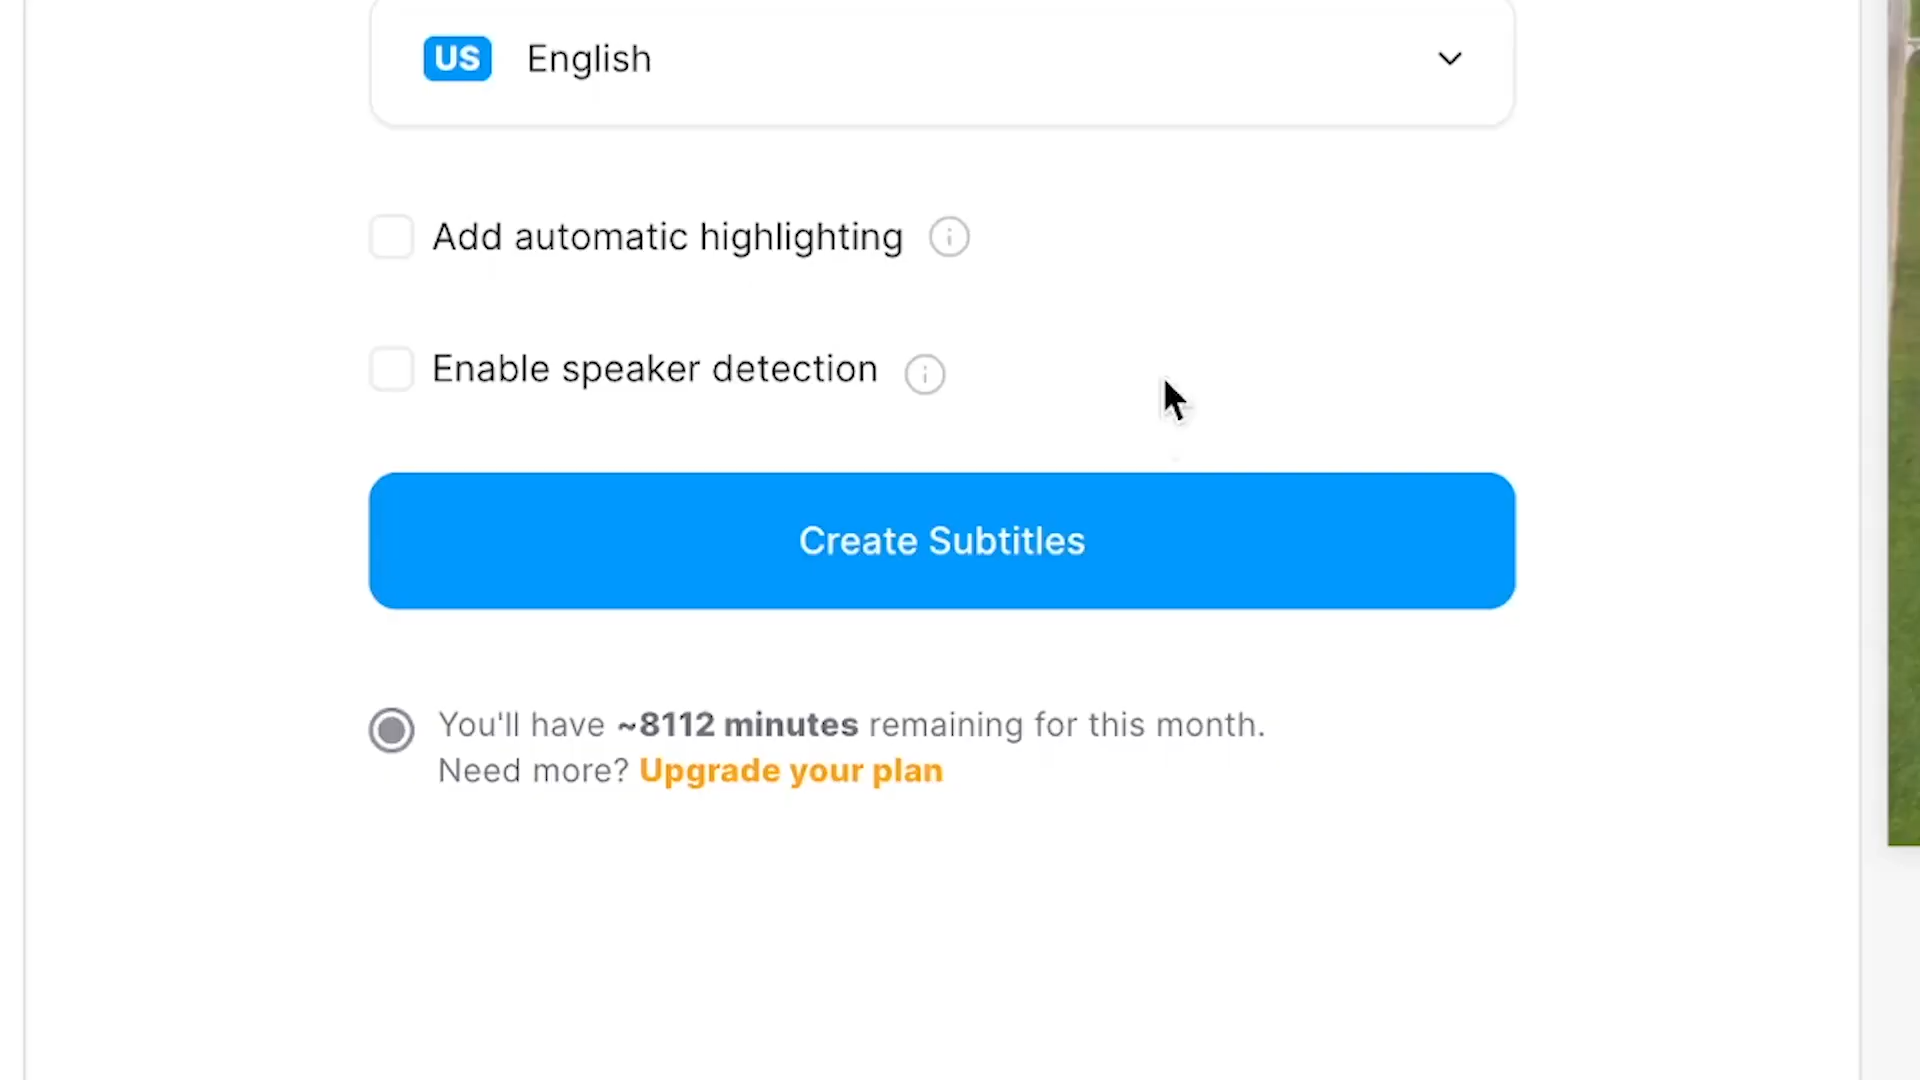 US English
Add automatic highlighting
Enable speaker detection
Create Subtitles
You'll have ~8112 minutes remaining for this month.
Need more? Upgrade your plan